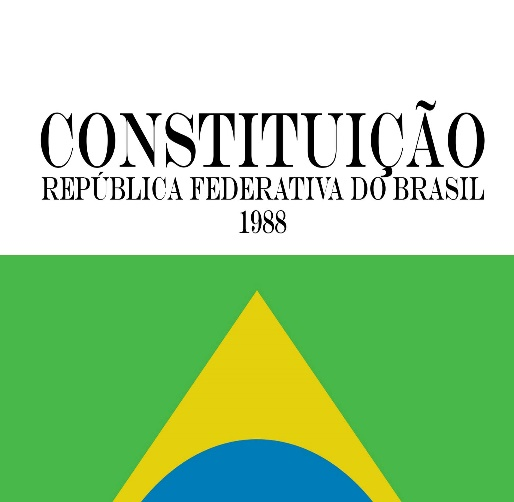 CONSTITUIÇÃO
REPÚBLICA FEDERATIVA DO BRASIL
1988